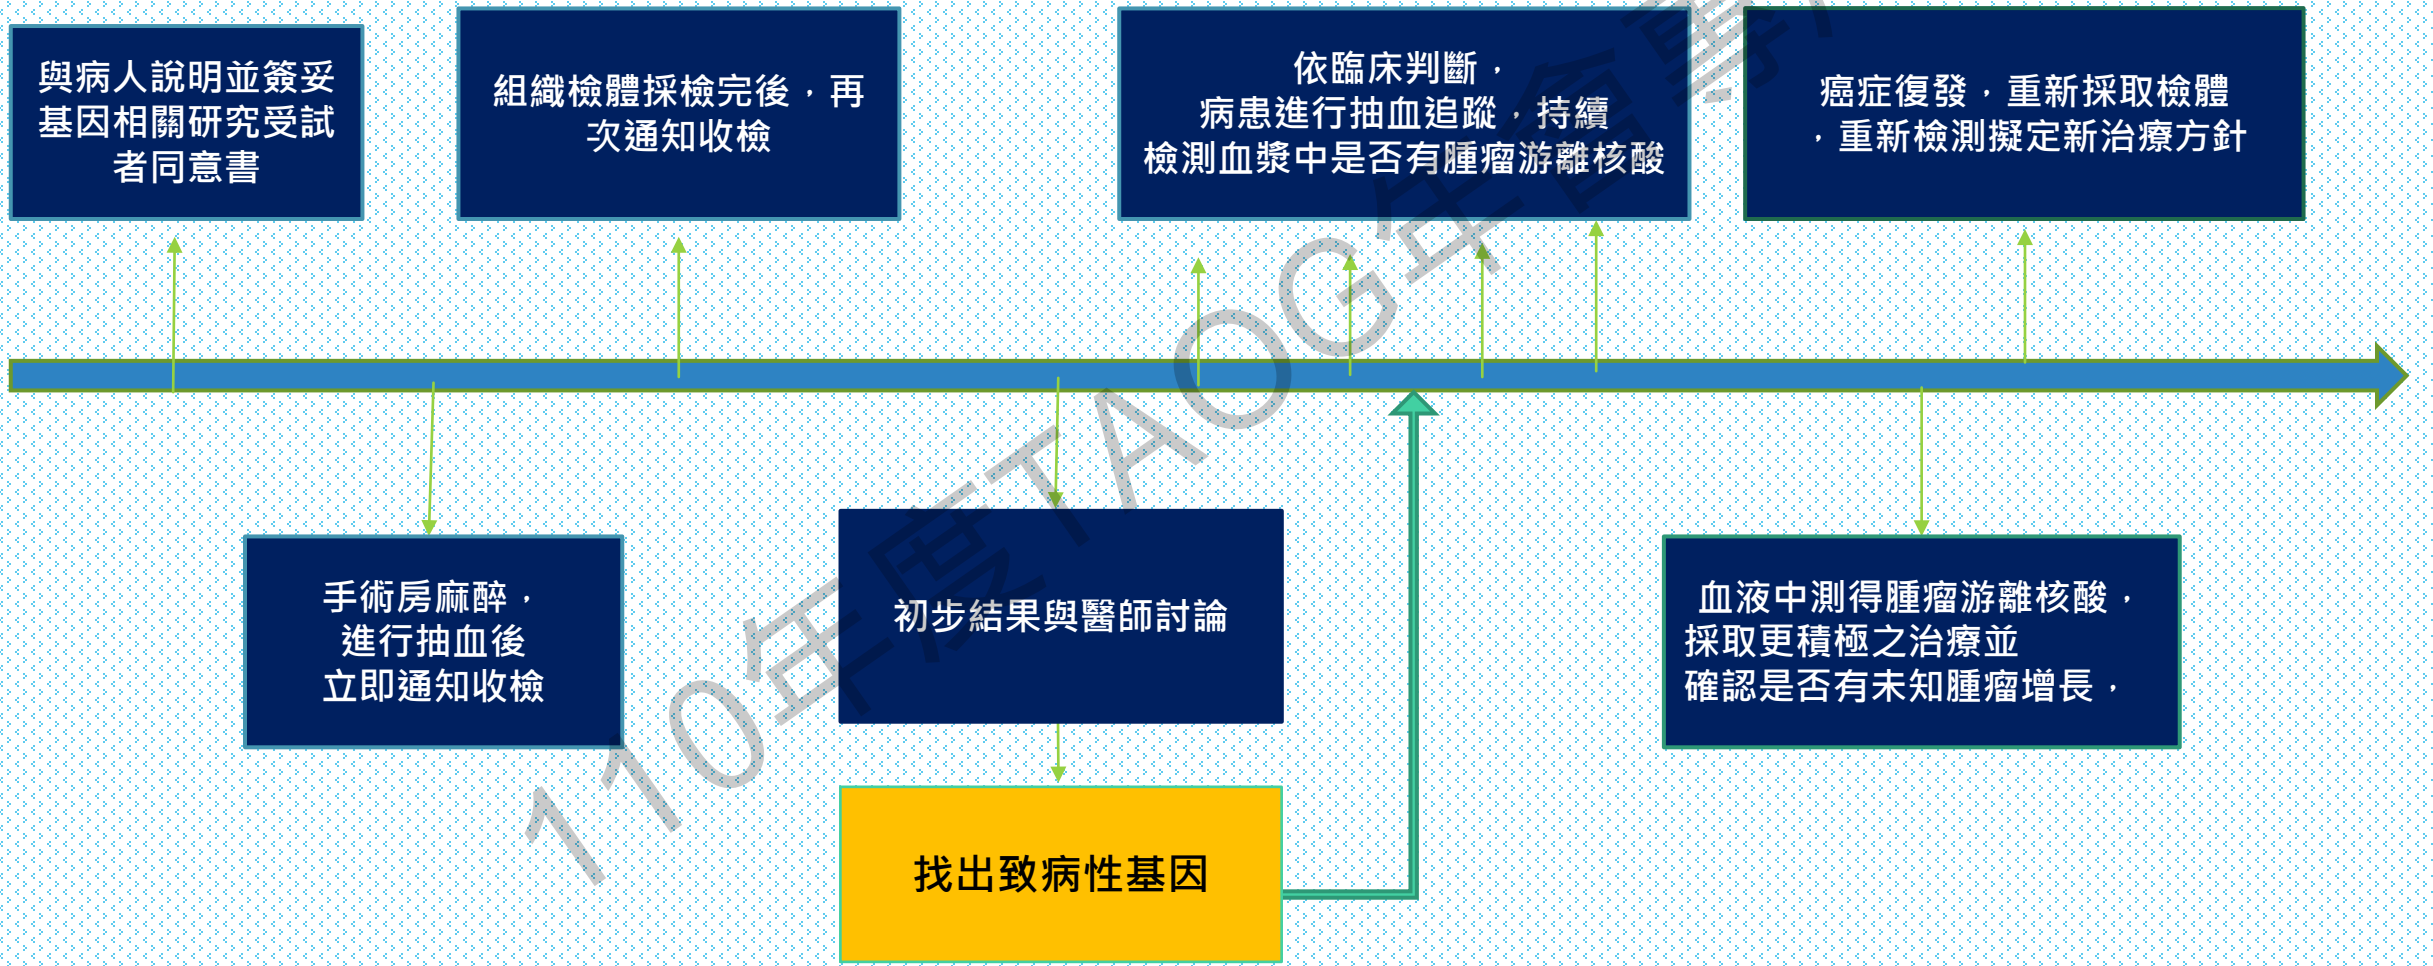 與病人說明並簽妥
基因相關研究受試
者同意書
組織檢體採檢完後，再
次通知收檢
依臨床判斷，
病患進行抽血追蹤，持續
檢測血漿中是否有腫瘤游離核酸
癌症復發，重新採取檢體
，重新檢測擬定新治療方針
手術房麻醉，
進行抽血後
立即通知收檢
初步結果與醫師討論
血液中測得腫瘤游離核酸，
採取更積極之治療並
確認是否有未知腫瘤增長，
找出致病性基因
110年度TAOG年會專